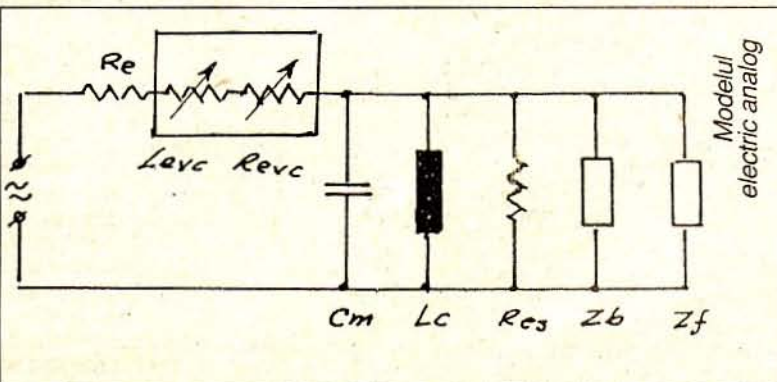 Re
Levc Revc
Cm Lc Res Zb Zf
Modelul
electric analog